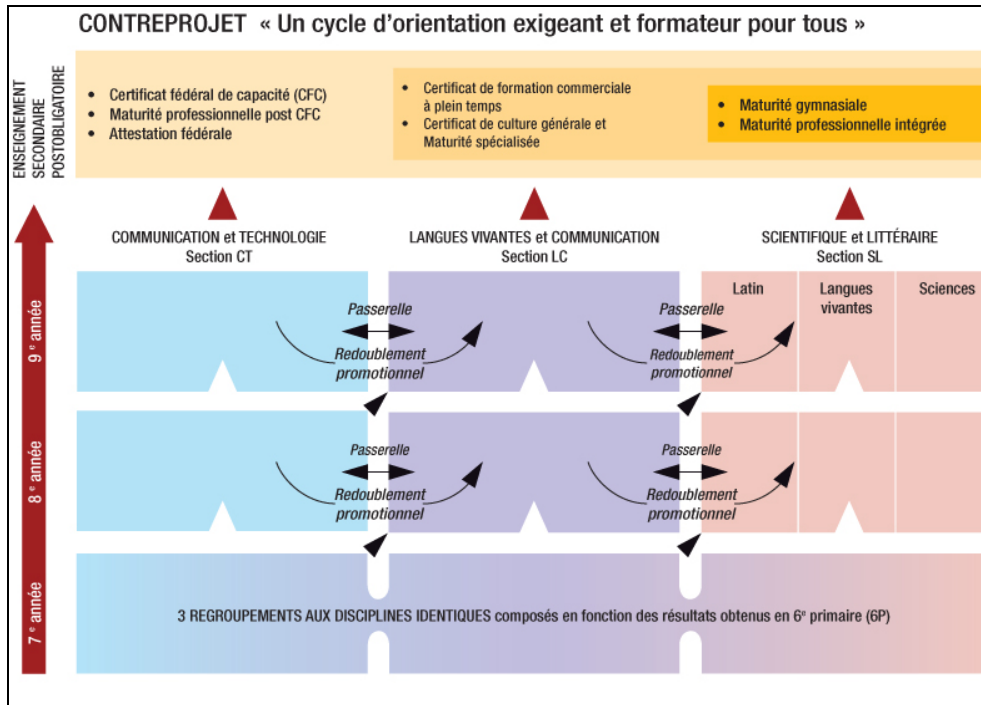 CONTREPROJET « Un cycle d'orientation exigeant et formateur pour tous »
ENSEIGNEMENT
SECONDAIRE
POSTOBLIGATOIRE
• Certificat fédéral de capacité (CFC)
• Maturité professionnelle post CFC
• Attestation fédérale
• Certificat de formation commerciale
à plein temps
• Certificat de culture générale et
Maturité spécialisée
• Maturité gymnasiale
• Maturité professionnelle intégrée
COMMUNICATION et TECHNOLOGIE
Section CT
LANGUES VIVANTES et COMMUNICATION
Section LC
SCIENTIFIQUE et LITTÉRAIRE
Section SL
9e année
Latin
Langues
vivantes
Sciences
Passerelle
Redoublement
promotionnel
Passerelle
Redoublement
promotionnel
8e année
Passerelle
Redoublement
promotionnel
Passerelle
Redoublement
promotionnel
7e année
3 REGROUPEMENTS AUX DISCIPLINES IDENTIQUES composés en fonction des résultats obtenus en 6e primaire (6P)